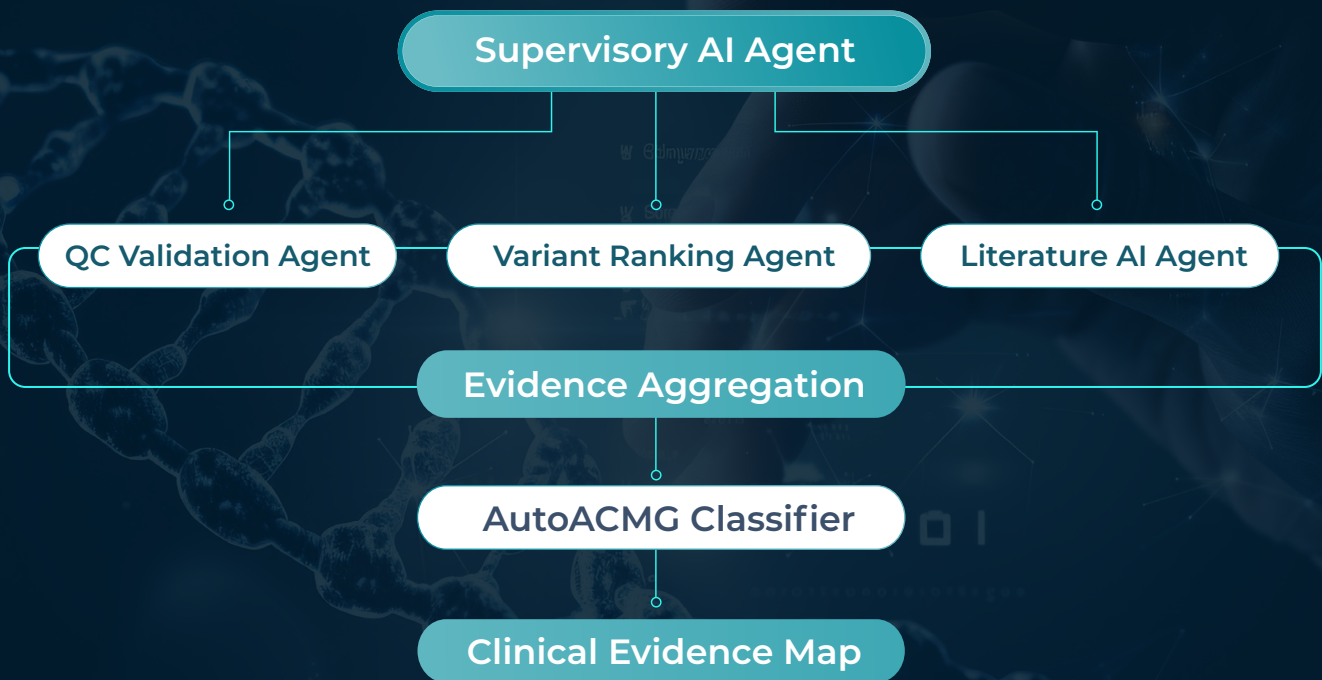 Supervisory AI Agent
QC Validation Agent
Variant Ranking Agent
Literature AI Agent
Evidence Aggregation
AutoACMG Classifier
Clinical Evidence Map